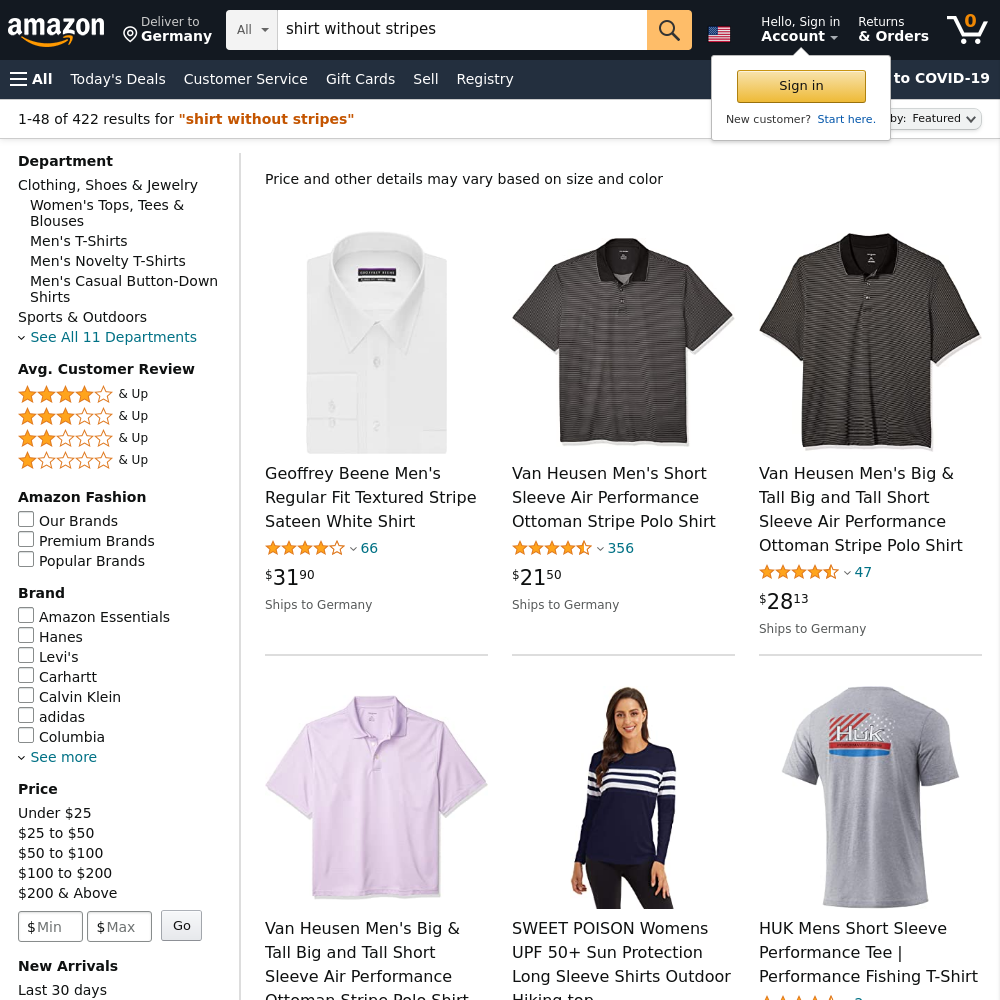 amazon
Deliver to
Germany
All
shirt without stripes
Hello, Sign in
Account
Returns
& Orders
0
All
Today's Deals
Customer Service
Gift Cards
Sell
Registry
to COVID-19
Sign in
New customer? Start here.
1-48 of 422 results for "shirt without stripes"
by: Featured
Department
Clothing, Shoes & Jewelry
Women's Tops, Tees &
Blouses
Men's T-Shirts
Men's Novelty T-Shirts
Men's Casual Button-Down
Shirts
Sports & Outdoors
See All 11 Departments
Avg. Customer Review
& Up
& Up
& Up
& Up
Amazon Fashion
Our Brands
Premium Brands
Popular Brands
Brand
Amazon Essentials
Hanes
Levi's
Carhartt
Calvin Klein
adidas
Columbia
See more
Price
Under $25
$25 to $50
$50 to $100
$100 to $200
$200 & Above
$ Min
$ Max
Go
New Arrivals
Last 30 days
Price and other details may vary based on size and color
Geoffrey Beene Men's
Regular Fit Textured Stripe
Sateen White Shirt
66
$31 90
Ships to Germany
Van Heusen Men's Short
Sleeve Air Performance
Ottoman Stripe Polo Shirt
356
$21 50
Ships to Germany
Van Heusen Men's Big &
Tall Big and Tall Short
Sleeve Air Performance
Ottoman Stripe Polo Shirt
47
$28 13
Ships to Germany
Van Heusen Men's Big &
Tall Big and Tall Short
Sleeve Air Performance
Ottoman Stripe Polo Shirt
SWEET POISON Womens
UPF 50+ Sun Protection
Long Sleeve Shirts Outdoor
Hiking top
Huk
HUK Mens Short Sleeve
Performance Tee |
Performance Fishing T-Shirt